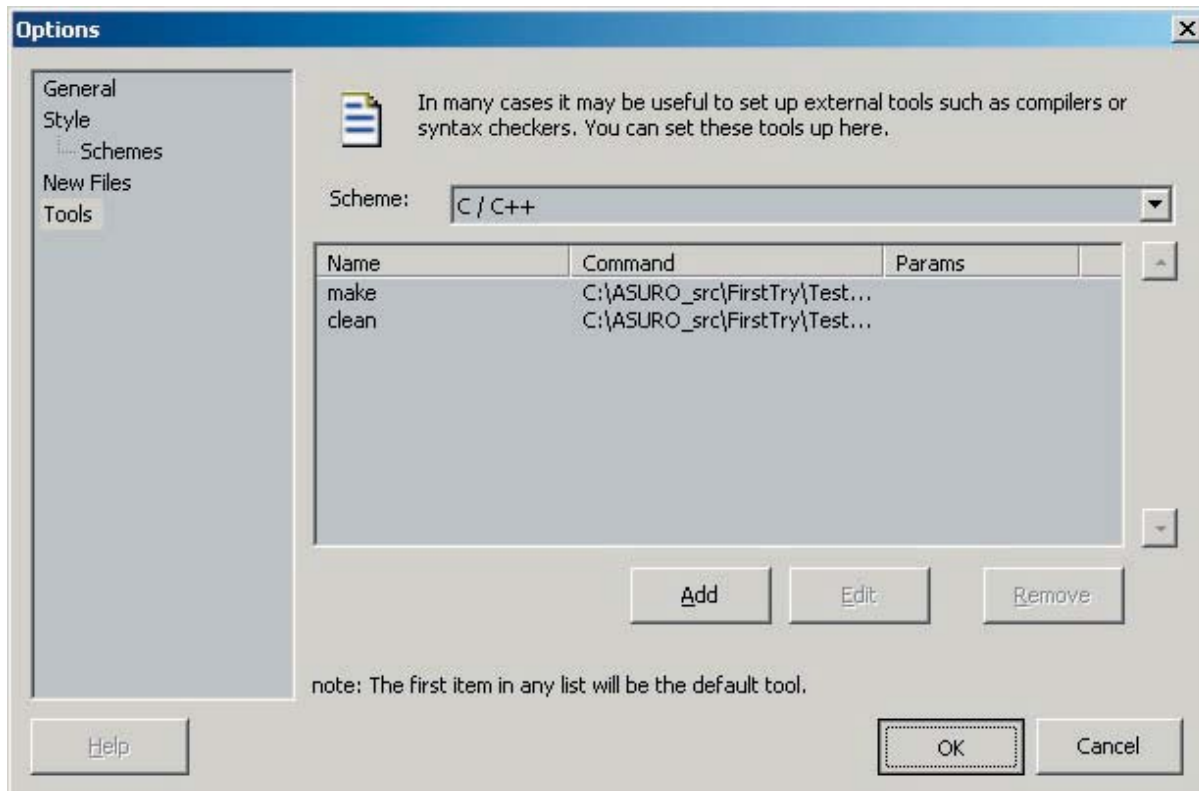 Options
General
Style
Schemes
New Files
Tools
In many cases it may be useful to set up external tools such as compilers or
syntax checkers. You can set these tools up here.
Scheme: C / C++
Name Command Params
make C:\ASURO_src\FirstTry\Test...
clean C:\ASURO_src\FirstTry\Test...
Add Edit Remove
note: The first item in any list will be the default tool.
Help OK Cancel